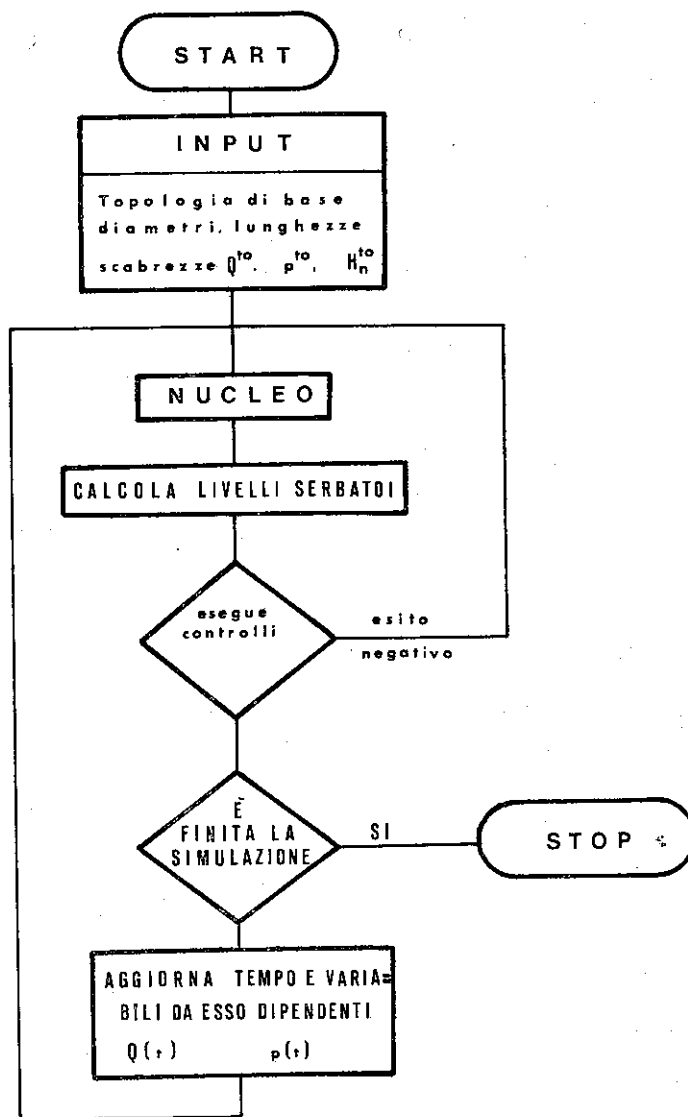 START
INPUT
Topologia di base
diametri, lunghezze
scabrezze Q^to. p^to, H_n^to
NUCLEO
CALCOLA LIVELLI SERBATOI
esegue
controlli
esito
negativo
È
FINITA LA
SIMULAZIONE
SI
STOP
AGGIORNA TEMPO E VARIA=
BILI DA ESSO DIPENDENTI
Q(t) p(t)